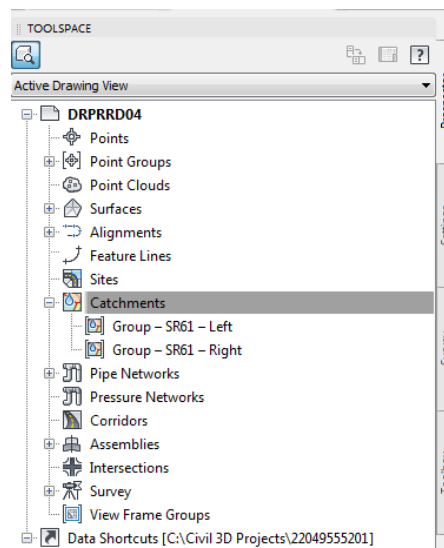 TOOLSPACE
?
Active Drawing View
DRPRRD04
Points
Point Groups
Point Clouds
Surfaces
Alignments
Feature Lines
Sites
Catchments
Group – SR61 – Left
Group – SR61 – Right
Pipe Networks
Pressure Networks
Corridors
Assemblies
Intersections
Survey
View Frame Groups
Data Shortcuts [C:\Civil 3D Projects\22049555201]